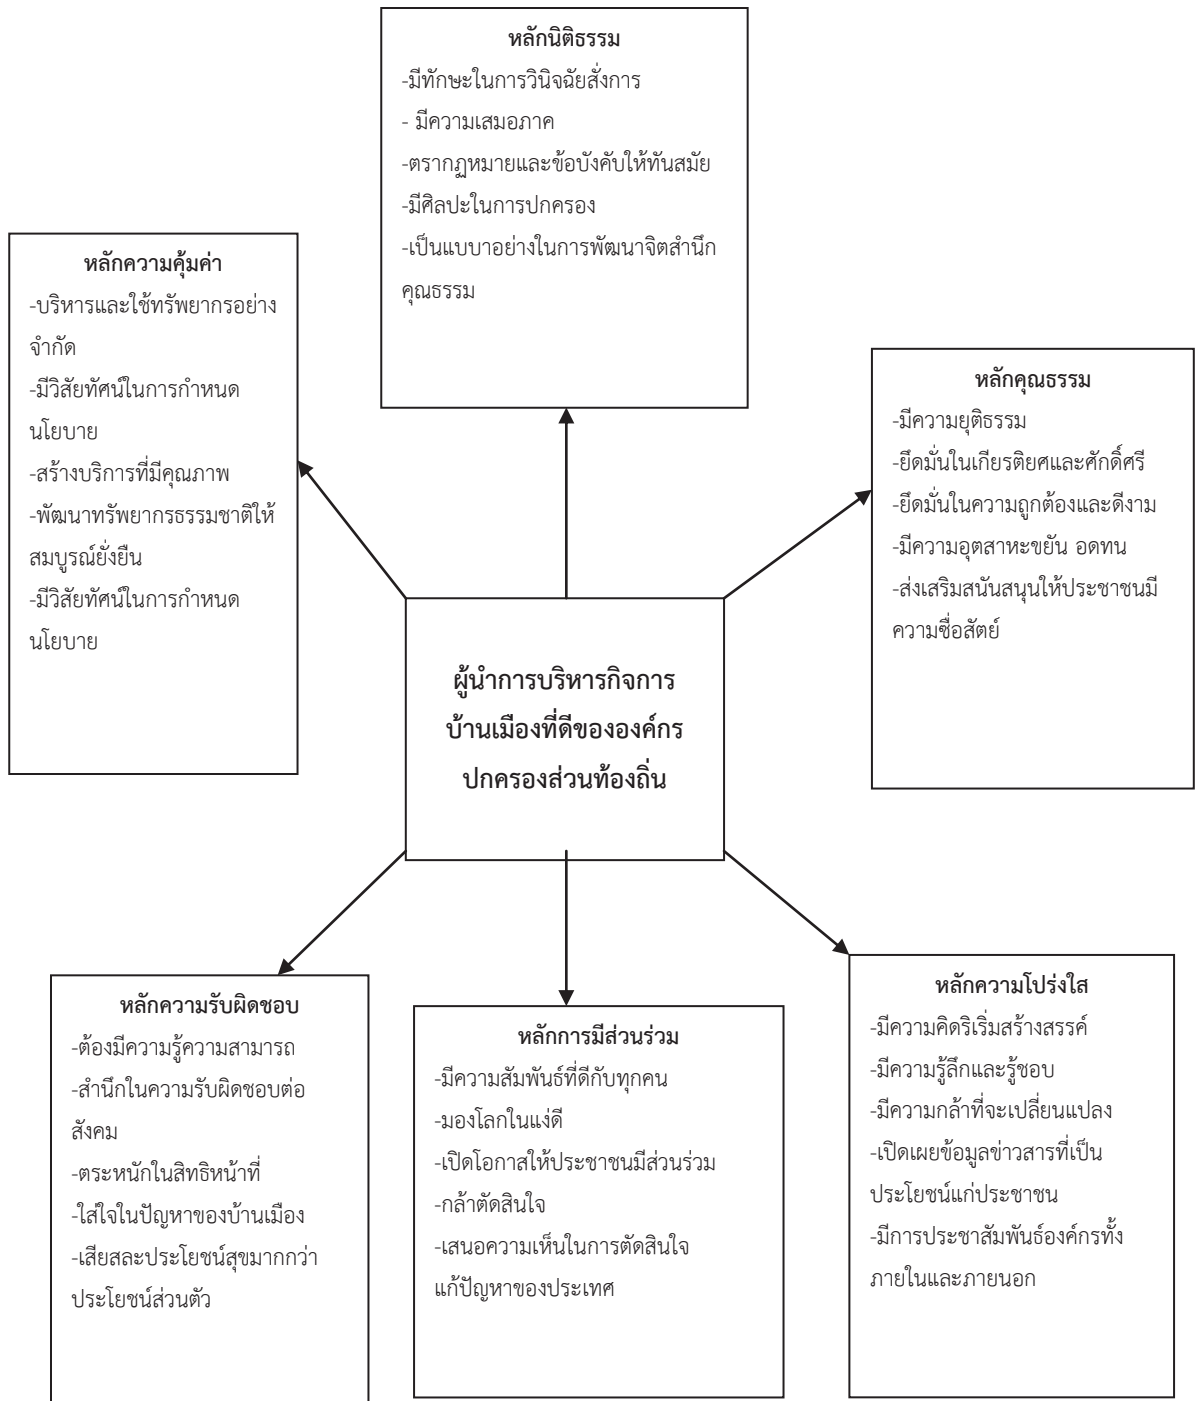 หลักนิติธรรม
-มีทักษะในการวินิจฉัยสั่งการ
- มีความเสมอภาค
-ตรากฎหมายและข้อบังคับให้ทันสมัย
-มีศิลปะในการปกครอง
-เป็นแบบาอย่างในการพัฒนาจิตสำนึก
คุณธรรม
หลักความคุ้มค่า
-บริหารและใช้ทรัพยากรอย่าง
จำกัด
-มีวิสัยทัศน์ในการกำหนด
นโยบาย
-สร้างบริการที่มีคุณภาพ
-พัฒนาทรัพยากรธรรมชาติให้
สมบูรณ์ยั่งยืน
-มีวิสัยทัศน์ในการกำหนด
นโยบาย
หลักคุณธรรม
-มีความยุติธรรม
-ยึดมั่นในเกียรติยศและศักดิ์ศรี
-ยึดมั่นในความถูกต้องและดีงาม
-มีความอุตสาหะขยัน อดทน
-ส่งเสริมสนันสนุนให้ประชาชนมี
ความซื่อสัตย์
ผู้นำการบริหารกิจการ
บ้านเมืองที่ดีขององค์กร
ปกครองส่วนท้องถิ่น
หลักความรับผิดชอบ
-ต้องมีความรู้ความสามารถ
-สำนึกในความรับผิดชอบต่อ
สังคม
-ตระหนักในสิทธิหน้าที่
-ใส่ใจในปัญหาของบ้านเมือง
-เสียสละประโยชน์สุขมากกว่า
ประโยชน์ส่วนตัว
หลักการมีส่วนร่วม
-มีความสัมพันธ์ที่ดีกับทุกคน
-มองโลกในแง่ดี
-เปิดโอกาสให้ประชาชนมีส่วนร่วม
-กล้าตัดสินใจ
-เสนอความเห็นในการตัดสินใจ
แก้ปัญหาของประเทศ
หลักความโปร่งใส
-มีความคิดริเริ่มสร้างสรรค์
-มีความรู้ลึกและรู้ชอบ
-มีความกล้าที่จะเปลี่ยนแปลง
-เปิดเผยข้อมูลข่าวสารที่เป็น
ประโยชน์แก่ประชาชน
-มีการประชาสัมพันธ์องค์กรทั้ง
ภายในและภายนอก